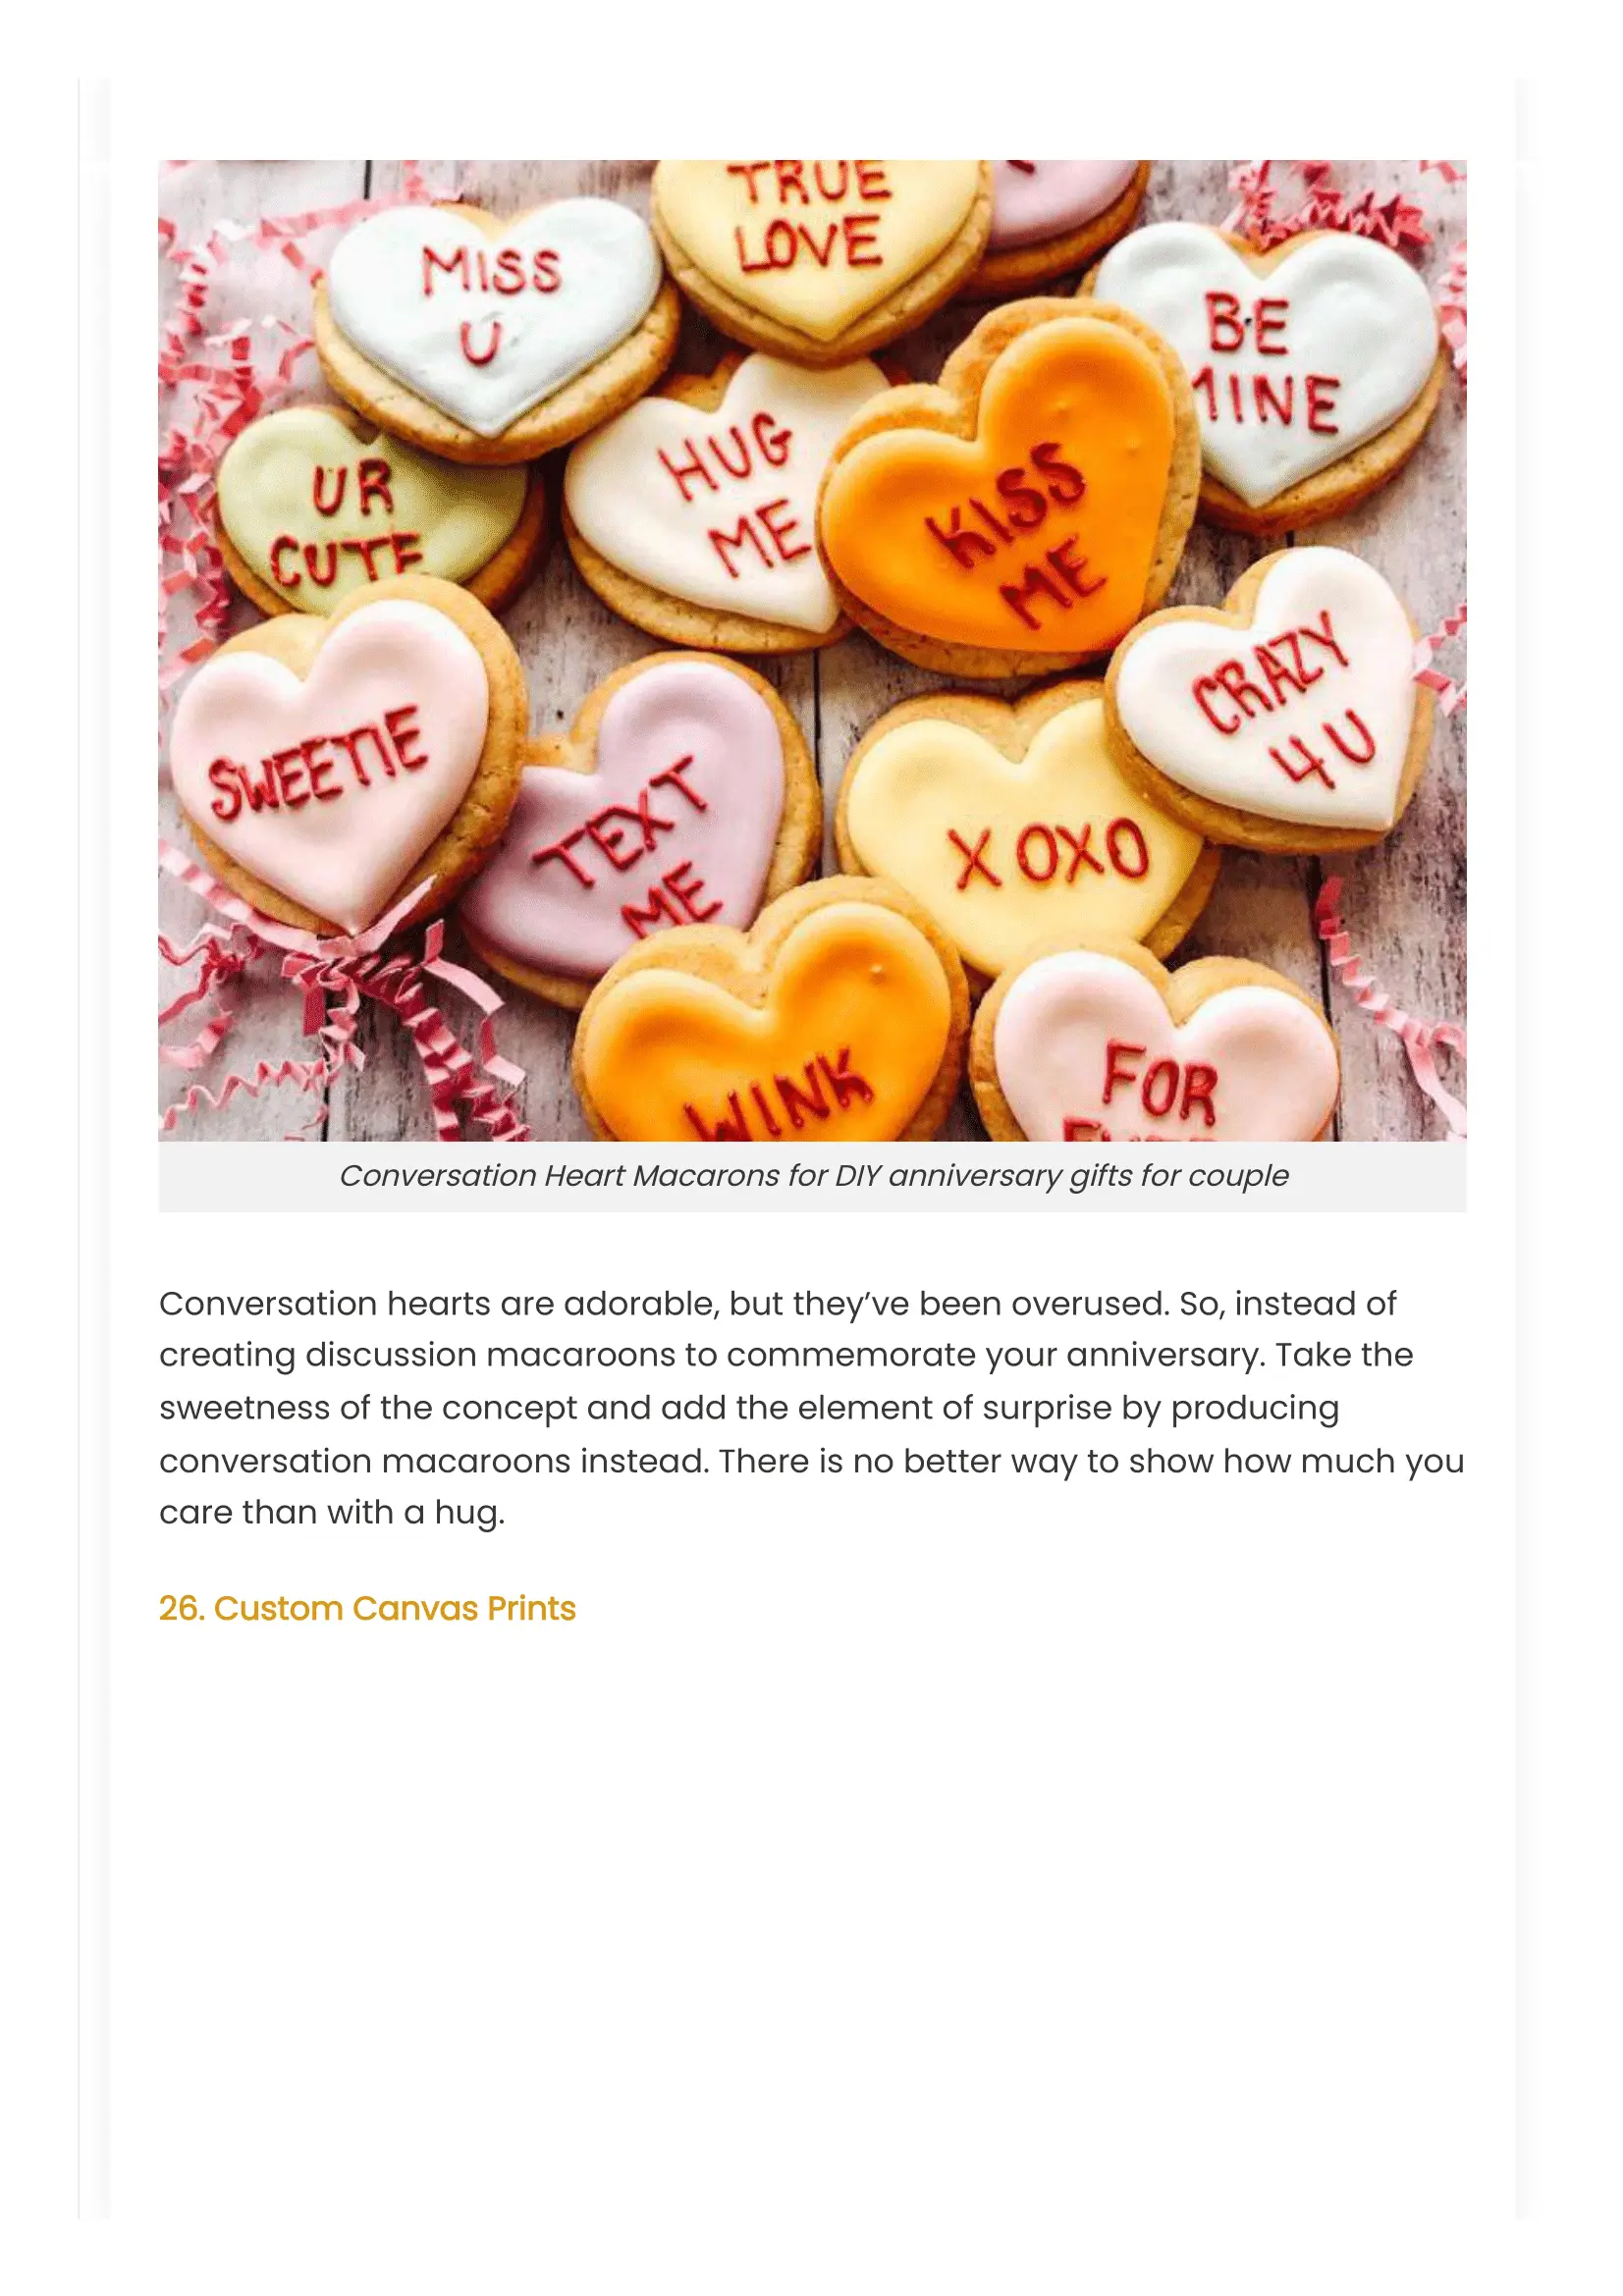 TRUE
LOVE
MISS
U
BE
MINE
HUG
ME
KISS
ME
UR
CUTE
CRAZY
4 U
SWEETIE
TEXT
ME
XOXO
WINK
FOR
Conversation Heart Macarons for DIY anniversary gifts for couple
Conversation hearts are adorable, but they’ve been overused. So, instead of
creating discussion macaroons to commemorate your anniversary. Take the
sweetness of the concept and add the element of surprise by producing
conversation macaroons instead. There is no better way to show how much you
care than with a hug.
26. Custom Canvas Prints